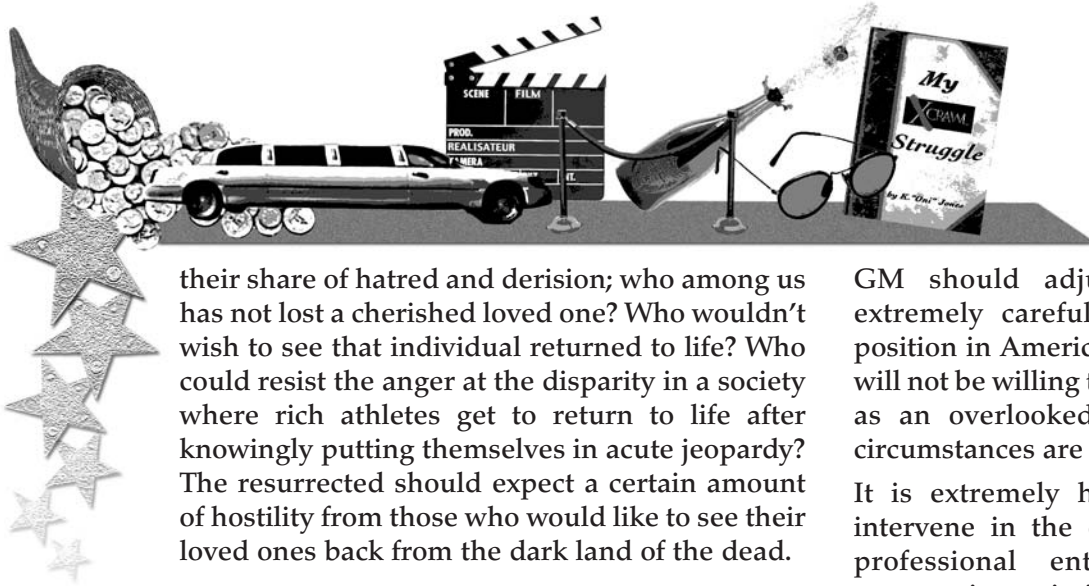 SCENE FILM
PROD.
REALISATEUR
My
XCRAWL
Struggle
by K. "Oni" Jones
their share of hatred and derision; who among us
has not lost a cherished loved one? Who wouldn't
wish to see that individual returned to life? Who
could resist the anger at the disparity in a society
where rich athletes get to return to life after
knowingly putting themselves in acute jeopardy?
The resurrected should expect a certain amount
of hostility from those who would like to see their
loved ones back from the dark land of the dead.
GM should adju
extremely careful
position in Americ
will not be willing t
as an overlooked
circumstances are
It is extremely h
intervene in the
professional ent